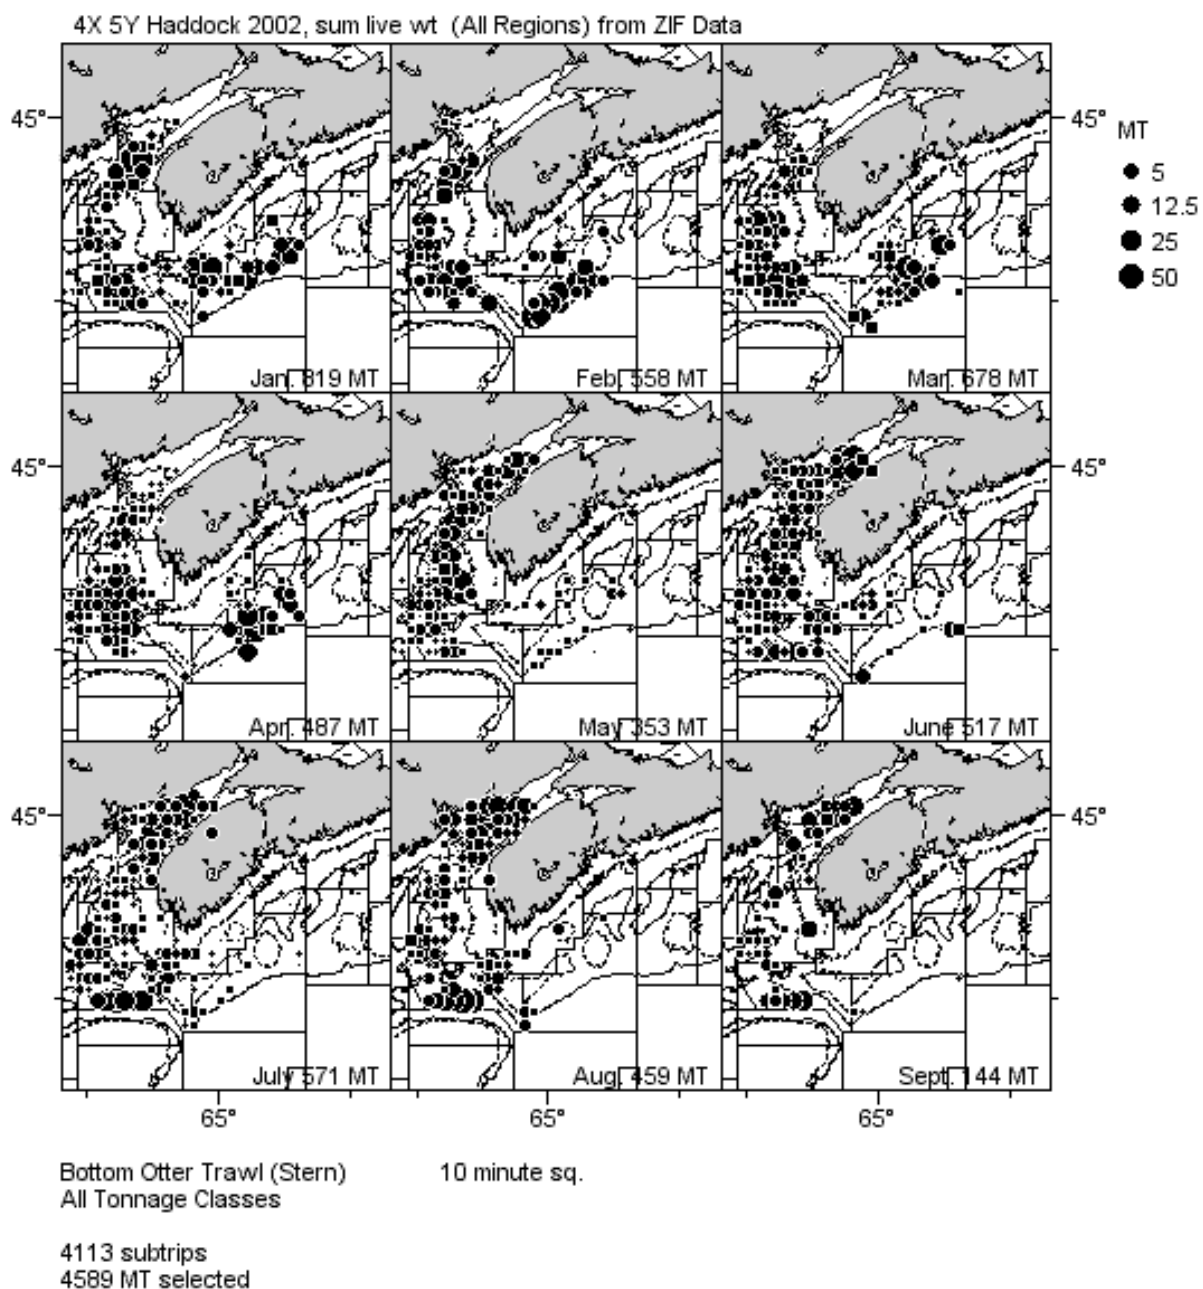 4X 5Y Haddock 2002, sum live wt (All Regions) from ZIF Data
45°
45°
MT
5
12.5
25
50
Jan. 819 MT
Feb. 558 MT
Mar. 678 MT
45°
45°
Apr. 487 MT
May 353 MT
June 517 MT
45°
45°
July 571 MT
Aug. 459 MT
Sept. 144 MT
65°
65°
65°
Bottom Otter Trawl (Stern)
10 minute sq.
All Tonnage Classes
4113 subtrips
4589 MT selected